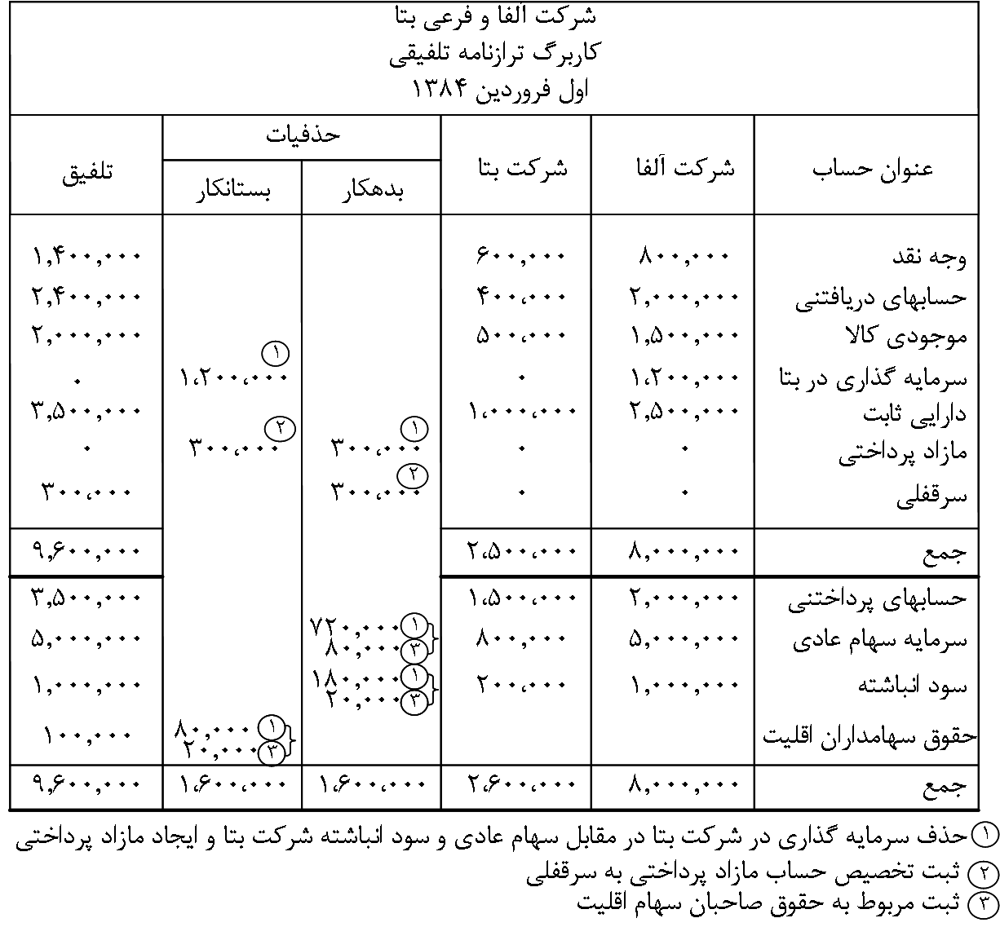 شرکت آلفا و فرعی بتا
کاربرگ ترازنامه تلفیقی
اول فروردین ۱۳۸۴
عنوان حساب شرکت آلفا شرکت بتا حذفیات تلفیق
بدهکار بستانکار
وجه نقد ۸۰۰,۰۰۰ ۶۰۰,۰۰۰ ۱,۴۰۰,۰۰۰
حسابهای دریافتنی ۲,۰۰۰,۰۰۰ ۴۰۰،۰۰۰ ۲,۴۰۰,۰۰۰
موجودی کالا ۱,۵۰۰,۰۰۰ ۵۰۰،۰۰۰ ۲,۰۰۰,۰۰۰
۱
سرمایه گذاری در بتا ۱،۲۰۰,۰۰۰ ۰ ۱،۲۰۰،۰۰۰ ۰
دارایی ثابت ۲,۵۰۰,۰۰۰ ۱،۰۰۰،۰۰۰ ۳,۵۰۰,۰۰۰
۱ ۲
مازاد پرداختی ۰ ۰ ۳۰۰،۰۰۰ ۳۰۰،۰۰۰ ۰
۲
سرقفلی ۰ ۰ ۳۰۰،۰۰۰ ۳۰۰،۰۰۰
جمع ۸,۰۰۰,۰۰۰ ۲،۵۰۰،۰۰۰ ۹,۶۰۰,۰۰۰
حسابهای پرداختنی ۲,۰۰۰,۰۰۰ ۱،۵۰۰،۰۰۰ ۳,۵۰۰,۰۰۰
۱ ۷۲۰,۰۰۰
سرمایه سهام عادی ۵,۰۰۰,۰۰۰ ۸۰۰,۰۰۰ ۵,۰۰۰,۰۰۰
۳ ۸۰,۰۰۰
۱ ۱۸۰,۰۰۰
سود انباشته ۱,۰۰۰,۰۰۰ ۲۰۰،۰۰۰ ۱,۰۰۰,۰۰۰
۳ ۲۰,۰۰۰
۱ ۸۰,۰۰۰
حقوق سهامداران اقلیت ۱۰۰,۰۰۰
۳ ۲۰,۰۰۰
جمع ۸,۰۰۰,۰۰۰ ۲،۶۰۰،۰۰۰ ۱،۶۰۰،۰۰۰ ۱،۶۰۰،۰۰۰ ۹,۶۰۰,۰۰۰
۱ حذف سرمایه گذاری در شرکت بتا در مقابل سهام عادی و سود انباشته شرکت بتا و ایجاد مازاد پرداختی
۲ ثبت تخصیص حساب مازاد پرداختی به سرقفلی
۳ ثبت مربوط به حقوق صاحبان سهام اقلیت